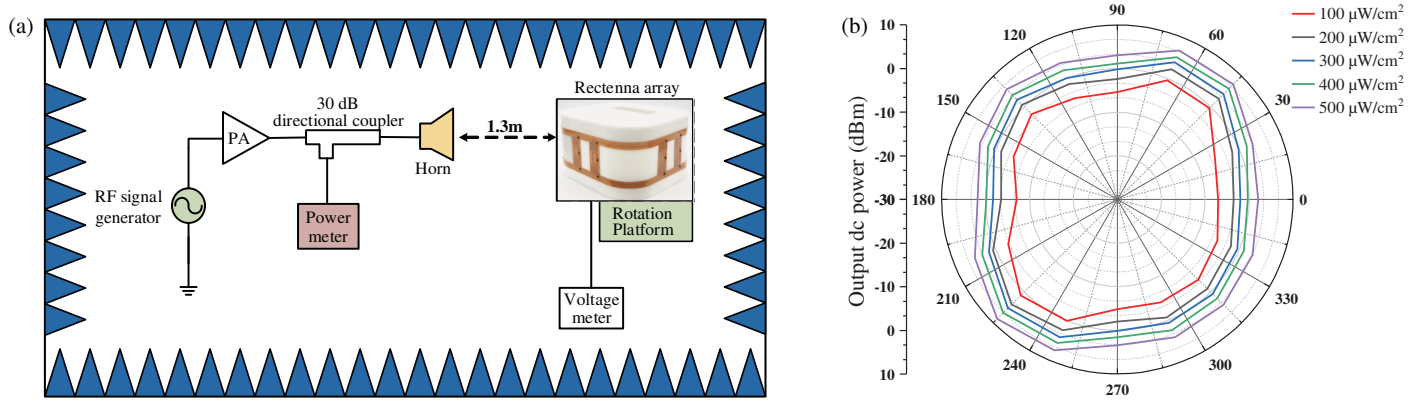 (a)
30 dB
directional coupler
PA
Horn
1.3m
Rectenna array
RF signal
generator
Power
meter
Rotation
Platform
Voltage
meter
(b)
Output dc power (dBm)
10
0
-10
-20
-30
-20
-10
0
10
90
60
30
0
330
300
270
240
210
180
150
120
100 μW/cm²
200 μW/cm²
300 μW/cm²
400 μW/cm²
500 μW/cm²